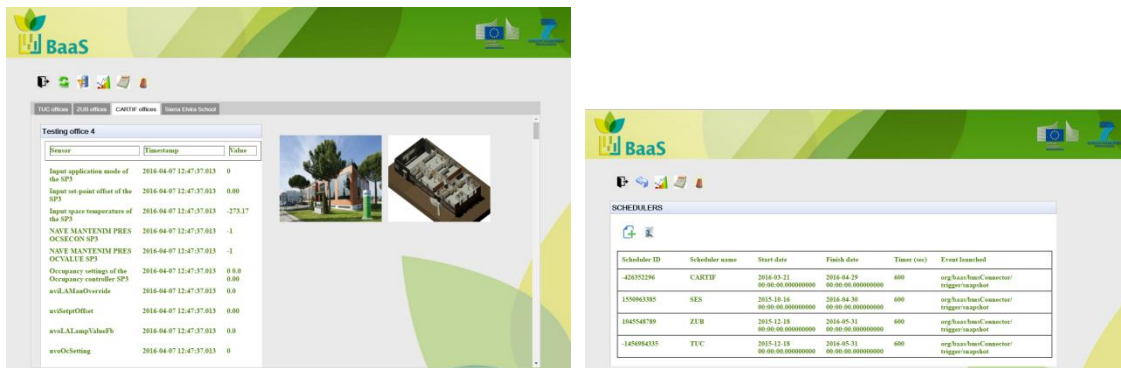 BaaS
TUC offices ZUB offices CARTIF offices Sierra Elvira School
Testing office 4
Sensor Timestamp Value
Input application mode of 2016-04-07 12:47:37.013 0
the SP3
Input set-point offset of the 2016-04-07 12:47:37.013 0.00
SP3
Input space temperature of 2016-04-07 12:47:37.013 -273.17
the SP3
NAVE MANTENIM PRES 2016-04-07 12:47:37.013 -1
OCSECON SP3
NAVE MANTENIM PRES 2016-04-07 12:47:37.013 -1
OCVALUE SP3
Occupancy settings of the 2016-04-07 12:47:37.013 0 0.0
Occupancy controller SP3 0.00
nviLAManOverride 2016-04-07 12:47:37.013 0.0
nviSetptOffset 2016-04-07 12:47:37.013 0.00
nvoLALampValueFb 2016-04-07 12:47:37.013 0.0
nvoOcSetting 2016-04-07 12:47:37.013 0
BaaS
SCHEDULERS
Scheduler ID Scheduler name Start date Finish date Timer (sec) Event launched
-426352296 CARTIF 2016-03-21 2016-04-29 600 org/baas/bmsConnector/
00:00:00.000000000 00:00:00.000000000 trigger/snapshot
1550963385 SES 2015-10-16 2016-04-30 600 org/baas/bmsConnector/
00:00:00.000000000 00:00:00.000000000 trigger/snapshot
1045548789 ZUB 2015-12-18 2016-05-31 600 org/baas/bmsConnector/
00:00:00.000000000 00:00:00.000000000 trigger/snapshot
-1456984335 TUC 2015-12-18 2016-05-31 600 org/baas/bmsConnector/
00:00:00.000000000 00:00:00.000000000 trigger/snapshot